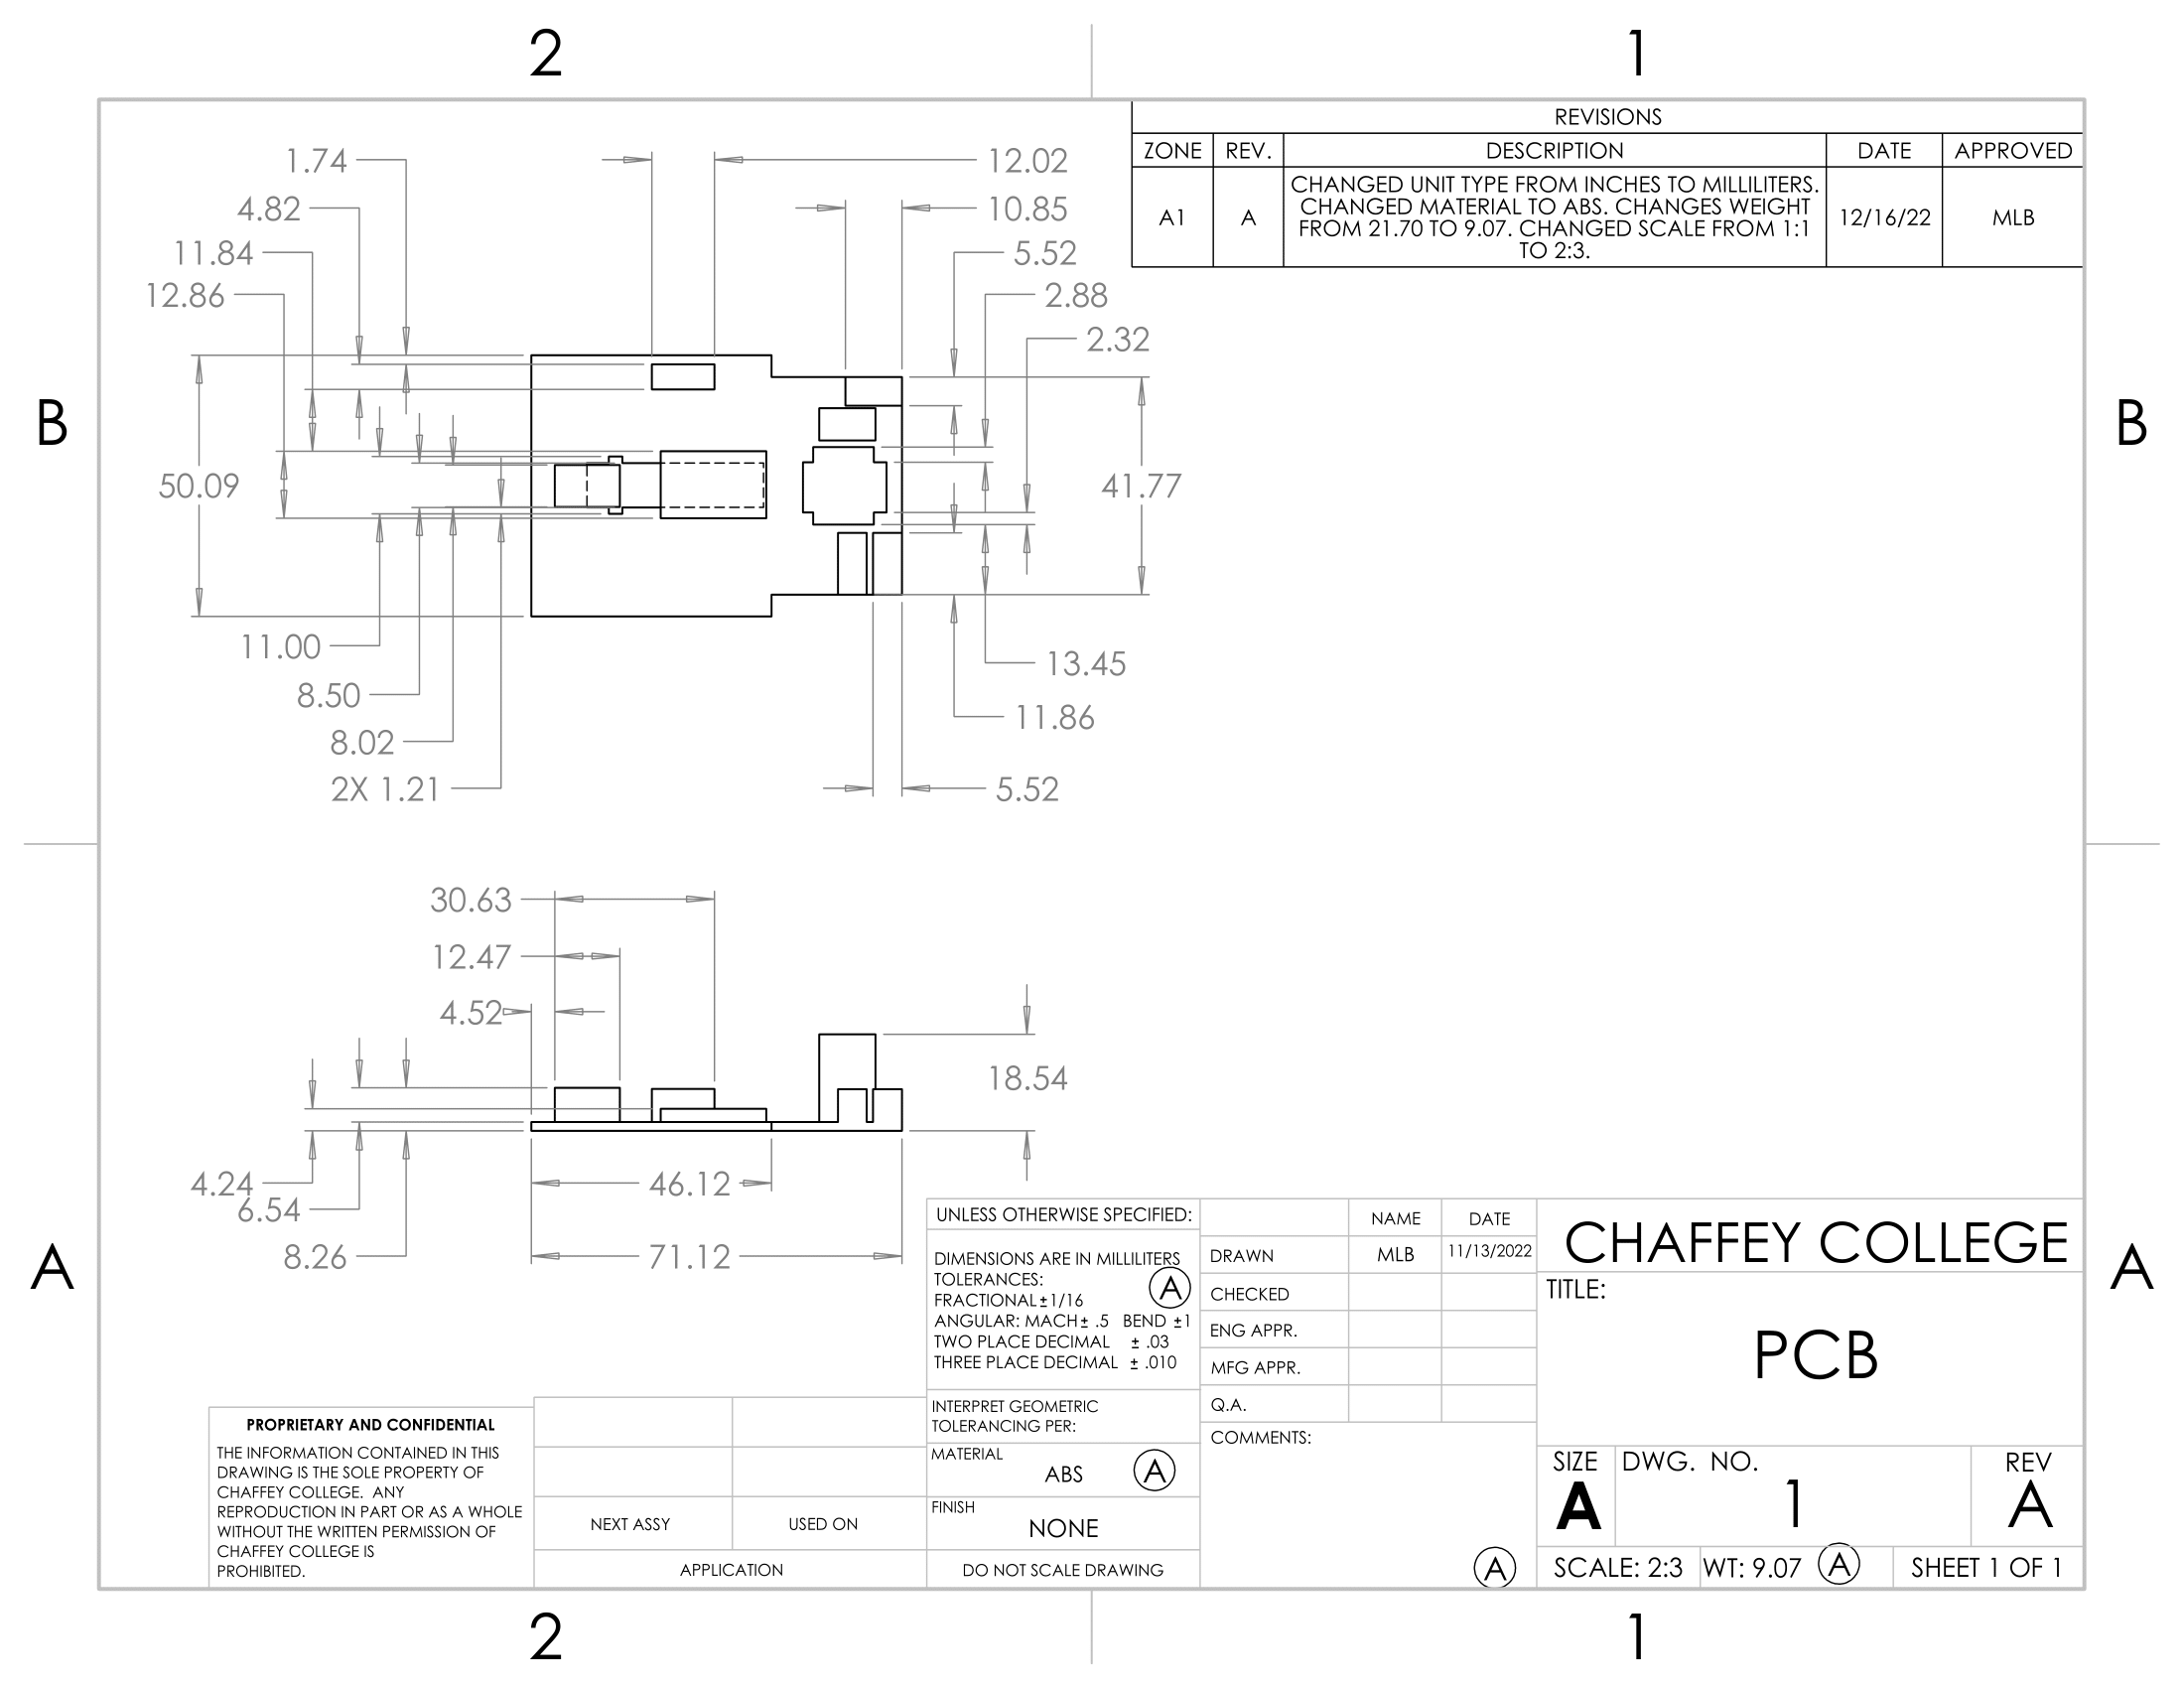 2
1
REVISIONS
ZONE REV. DESCRIPTION DATE APPROVED
A1 A CHANGED UNIT TYPE FROM INCHES TO MILLILITERS.
CHANGED MATERIAL TO ABS. CHANGES WEIGHT
FROM 21.70 TO 9.07. CHANGED SCALE FROM 1:1
TO 2:3.
12/16/22 MLB
1.74
4.82
11.84
12.86
12.02
10.85
5.52
2.88
2.32
B
B
50.09
41.77
11.00
8.50
8.02
2X 1.21
13.45
11.86
5.52
30.63
12.47
4.52
18.54
4.24
6.54
8.26
46.12
71.12
A
A
UNLESS OTHERWISE SPECIFIED:
DIMENSIONS ARE IN MILLILITERS
TOLERANCES:
FRACTIONAL±1/16
ANGULAR: MACH± .5 BEND ±1
TWO PLACE DECIMAL ± .03
THREE PLACE DECIMAL ± .010
A
INTERPRET GEOMETRIC
TOLERANCING PER:
MATERIAL
ABS
A
FINISH
NONE
DO NOT SCALE DRAWING
NAME DATE
DRAWN MLB 11/13/2022
CHECKED
ENG APPR.
MFG APPR.
Q.A.
COMMENTS:
A
CHAFFEY COLLEGE
TITLE:
PCB
SIZE DWG. NO. REV
A 1 A
SCALE: 2:3 WT: 9.07 A SHEET 1 OF 1
PROPRIETARY AND CONFIDENTIAL
THE INFORMATION CONTAINED IN THIS
DRAWING IS THE SOLE PROPERTY OF
CHAFFEY COLLEGE. ANY
REPRODUCTION IN PART OR AS A WHOLE
WITHOUT THE WRITTEN PERMISSION OF
CHAFFEY COLLEGE IS
PROHIBITED.
NEXT ASSY USED ON
APPLICATION
2
1